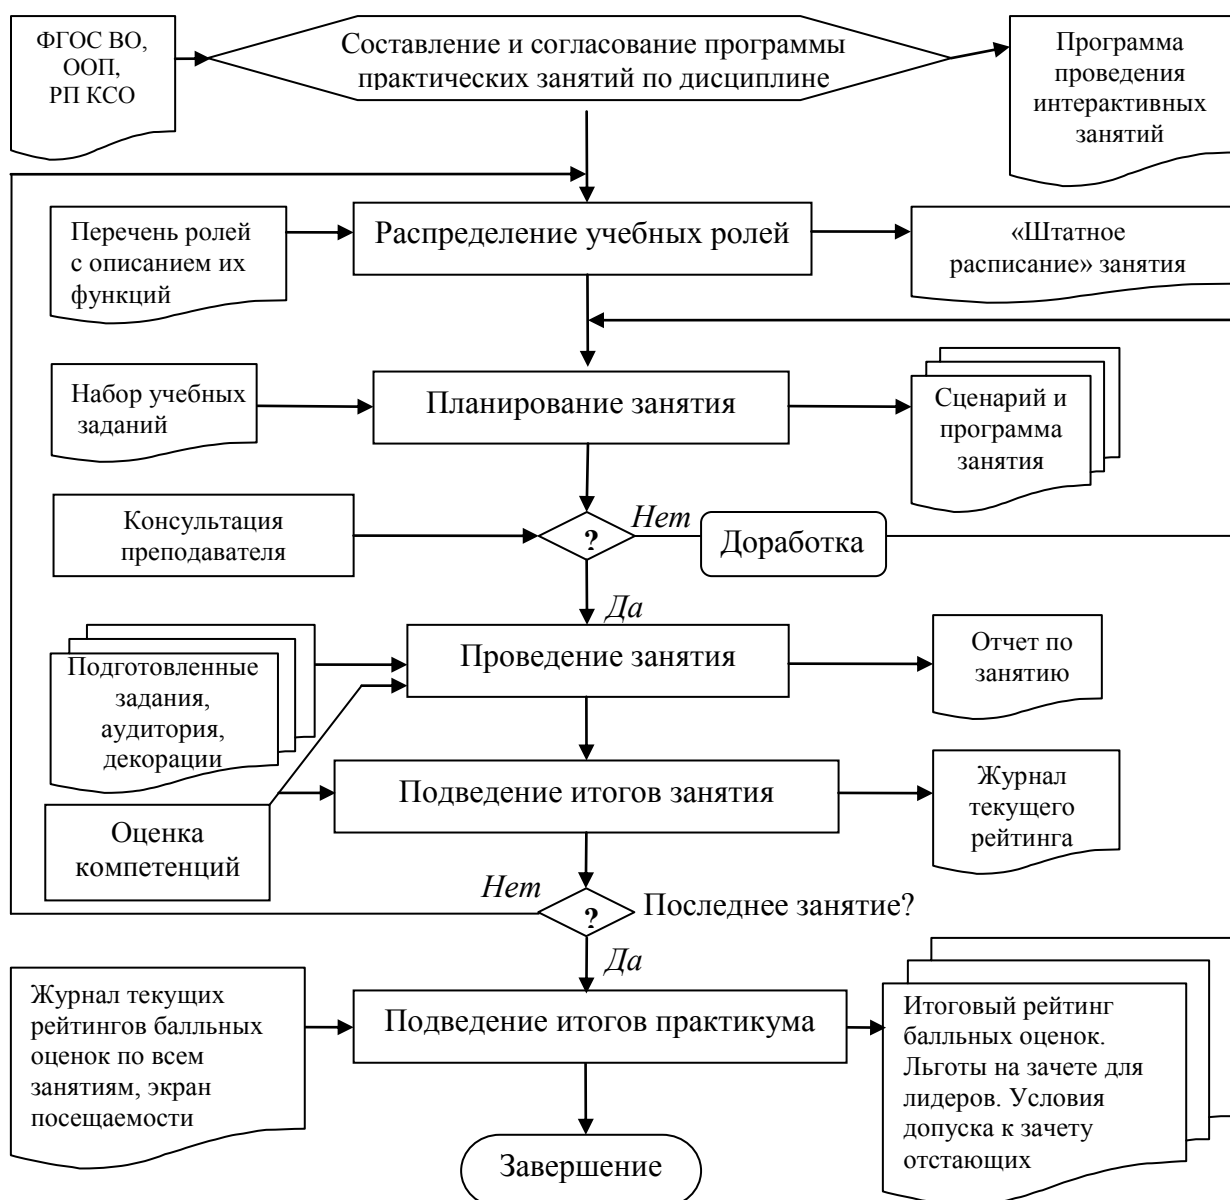 ФГОС ВО,
ООП,
РП КСО
Составление и согласование программы
практических занятий по дисциплине
Программа
проведения
интерактивных
занятий
Перечень ролей
с описанием их
функций
Распределение учебных ролей
«Штатное
расписание» занятия
Набор учебных
заданий
Планирование занятия
Сценарий и
программа
занятия
Консультация
преподавателя
?
Нет
Доработка
Да
Подготовленные
задания,
аудитория,
декорации
Проведение занятия
Отчет по
занятию
Оценка
компетенций
Подведение итогов занятия
Журнал
текущего
рейтинга
Нет
?
Последнее занятие?
Да
Журнал текущих
рейтингов балльных
оценок по всем
занятиям, экран
посещаемости
Подведение итогов практикума
Итоговый рейтинг
балльных оценок.
Льготы на зачете для
лидеров. Условия
допуска к зачету
отстающих
Завершение